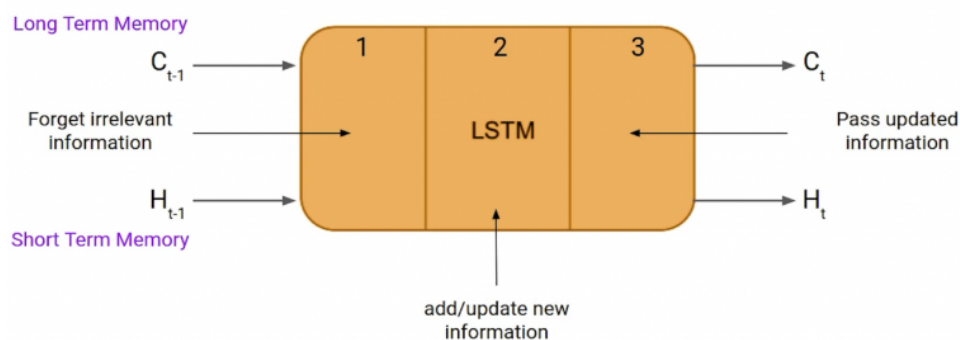 Long Term Memory
1 2 3
C t-1
C t
Forget irrelevant
information
LSTM
Pass updated
information
H t-1
H t
Short Term Memory
add/update new
information